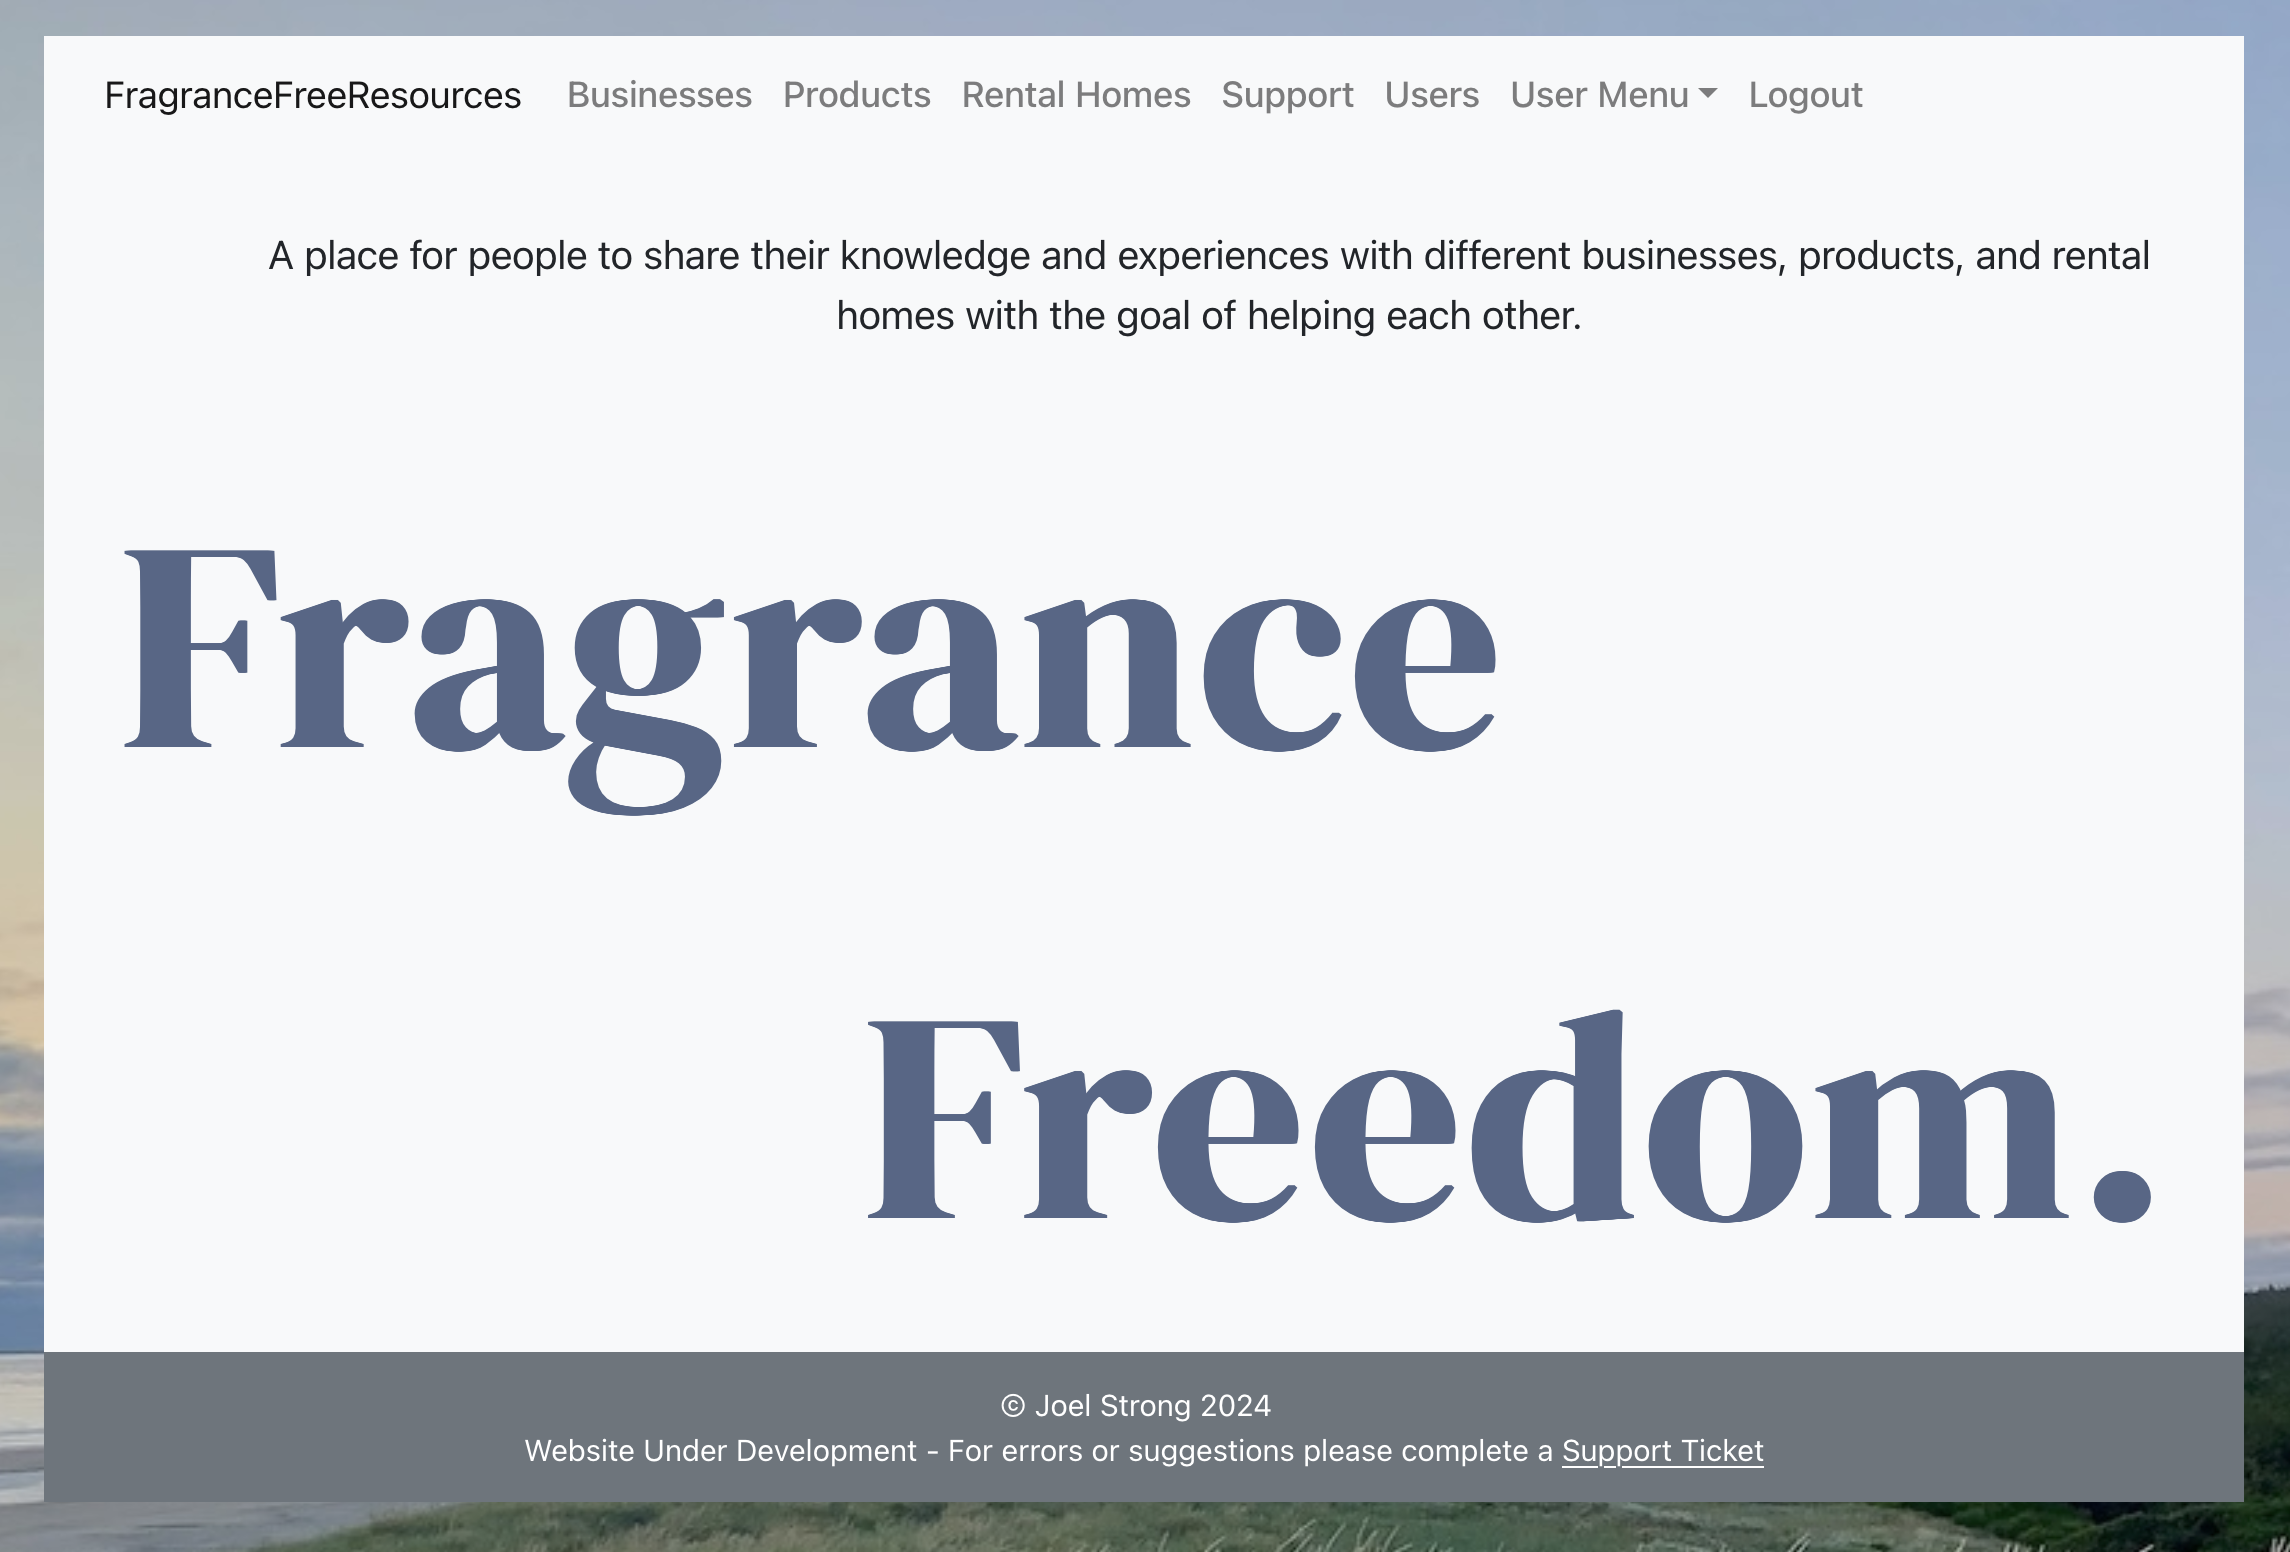 FragranceFreeResources Businesses Products Rental Homes Support Users User Menu Logout
A place for people to share their knowledge and experiences with different businesses, products, and rental
homes with the goal of helping each other.
Fragrance
Freedom.
© Joel Strong 2024
Website Under Development - For errors or suggestions please complete a Support Ticket